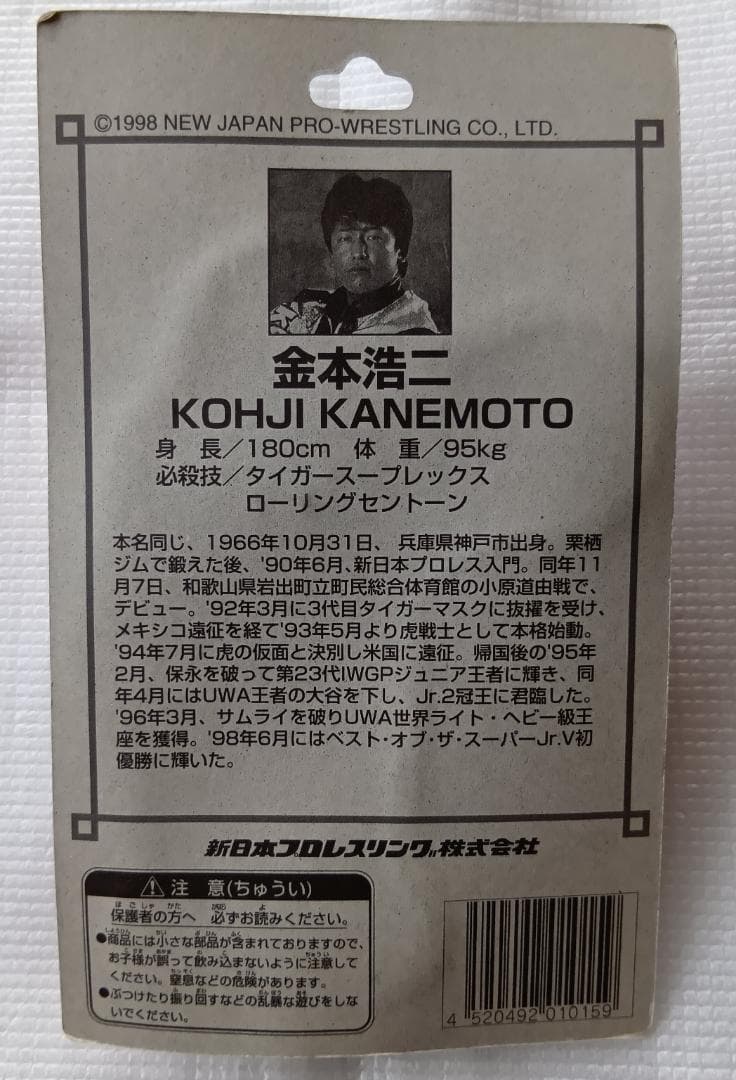 ©1998 NEW JAPAN PRO-WRESTLING CO., LTD.
金本浩二
KOHJI KANEMOTO
身 長／180cm 体 重／95kg
必殺技／タイガースープレックス
ローリングセントーン
本名同じ、1966年10月31日、兵庫県神戸市出身。栗栖
ジムで鍛えた後、'90年6月、新日本プロレス入門。同年11
月7日、和歌山県岩出町立町民総合体育館の小原道由戦で、
デビュー。'92年3月に3代目タイガーマスクに抜擢を受け、
メキシコ遠征を経て'93年5月より虎戦士として本格始動。
'94年7月に虎の仮面と決別し米国に遠征。帰国後の'95年
2月、保永を破って第23代IWGPジュニア王者に輝き、同
年4月にはUWA王者の大谷を下し、Jr.2冠王に君臨した。
'96年3月、サムライを破りUWA世界ライト・ヘビー級王
座を獲得。'98年6月にはベスト・オブ・ザ・スーパーJr.V初
優勝に輝いた。
新日本プロレスリング株式会社
注 意(ちゅうい)
保護者の方へ 必ずお読みください。
●商品には小さな部品が含まれておりますので、
お子様が誤って飲み込まないように注意して
ください。窒息などの危険があります。
●ぶつけたり振り回すなどの乱暴な遊びをしな
いでください。
4 520492 010159